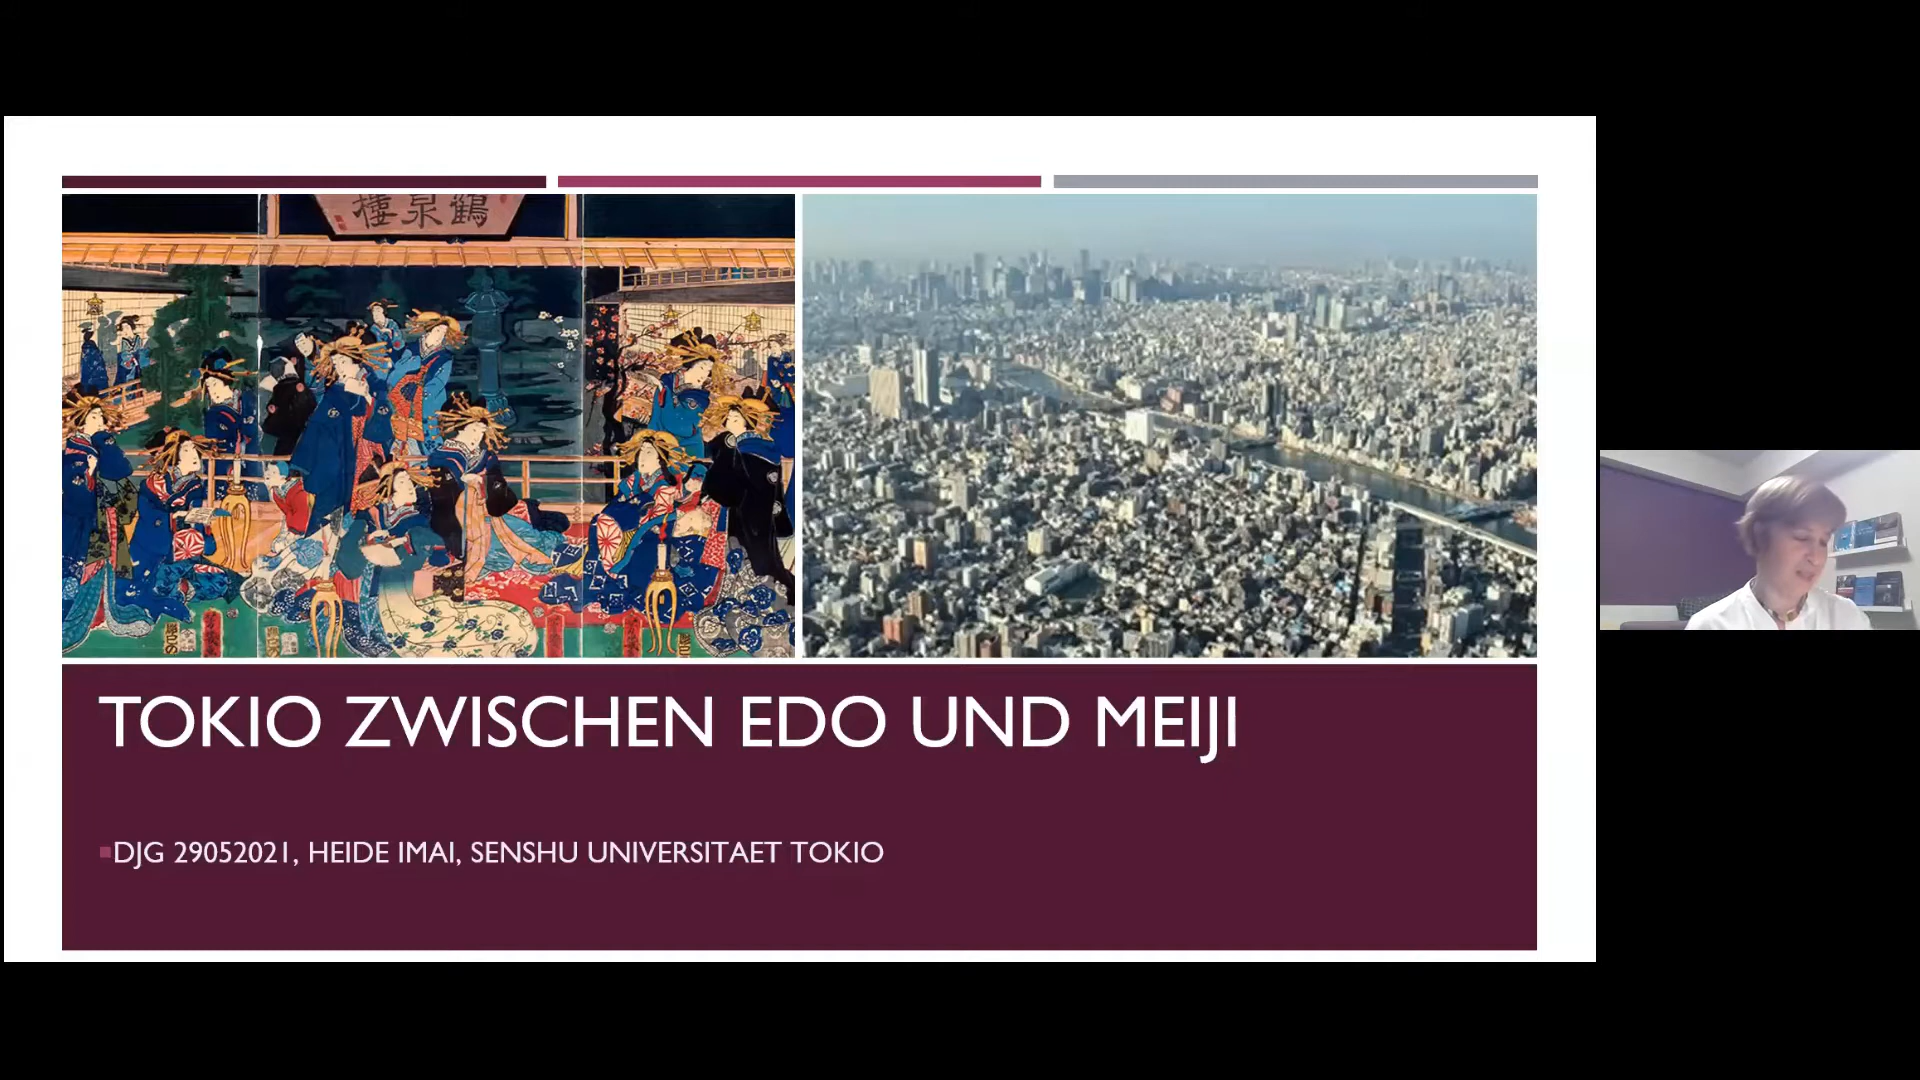 樓泉鶴
TOKIO ZWISCHEN EDO UND MEIJI
DJG 29052021, HEIDE IMAI, SENSHU UNIVERSITAET TOKIO